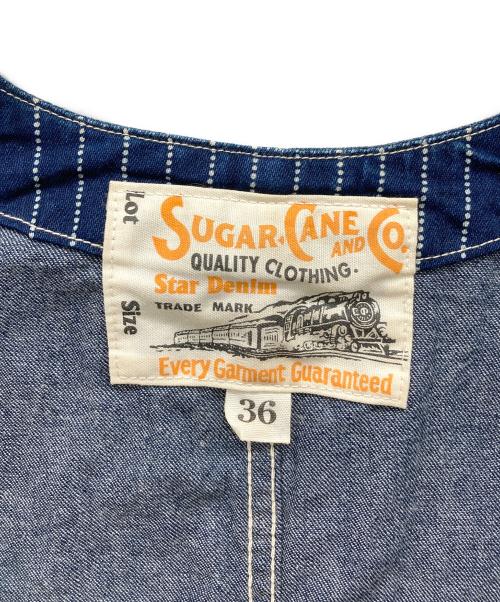 Lot
SUGAR CANE AND CO.
QUALITY CLOTHING.
Star Denim
TRADE MARK
Size
Every Garment Guaranteed
36